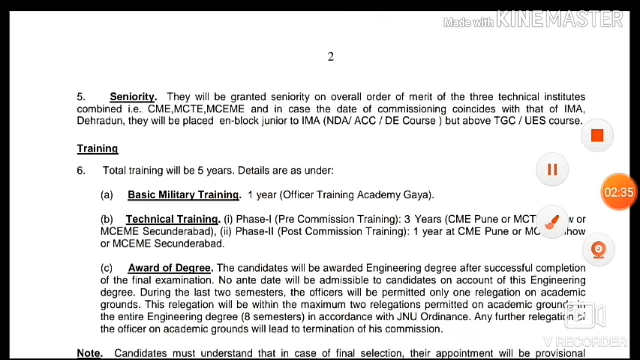 Made with KINEMASTER
2
5. Seniority. They will be granted seniority on overall order of merit of the three technical institutes
combined i.e. CME,MCTE,MCEME and in case the date of commissioning coincides with that of IMA,
Dehradun, they will be placed en-block junior to IMA (NDA/ ACC / DE Course ) but above TGC / UES course.
Training
6. Total training will be 5 years. Details are as under:
(a) Basic Military Training. 1 year (Officer Training Academy Gaya).
02:35
(b) Technical Training. (i) Phase-I (Pre Commission Training): 3 Years (CME Pune or or
MCEME Secunderabad), (ii) Phase-II (Post Commission Training): 1 year at CME Pune or
or MCEME Secunderabad.
(c) Award of Degree. The candidates will be awarded Engineering degree after successful completion
of the final examination. No ante date will be admissible to candidates on account of this Engineering
degree. During the last two semesters, the officers will be permitted only one relegation on academic
grounds. This relegation will be within the maximum two relegations permitted on academic grounds in
the entire Engineering degree (8 semesters) in accordance with JNU Ordinance. Any further relegation of
the officer on academic grounds will lead to termination of his commission.
V RECORDER
Note. Candidates must understand that in case of final selection, their appointment will be provisional